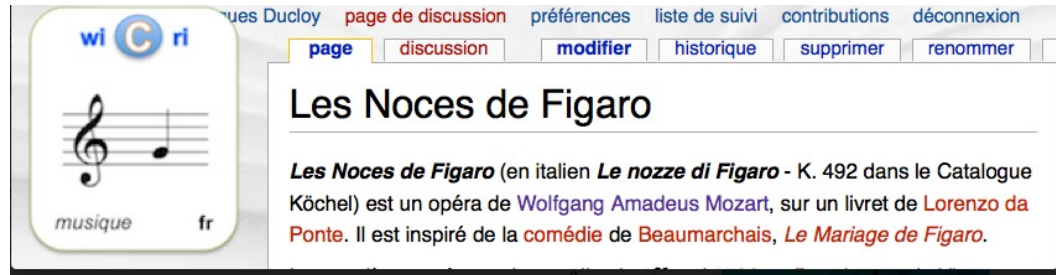 wi C ri
ues Ducloy page de discussion préférences liste de suivi contributions déconnexion
page discussion modifier historique supprimer renommer
Les Noces de Figaro
Les Noces de Figaro (en italien Le nozze di Figaro - K. 492 dans le Catalogue
Köchel) est un opéra de Wolfgang Amadeus Mozart, sur un livret de Lorenzo da
Ponte. Il est inspiré de la comédie de Beaumarchais, Le Mariage de Figaro.
musique fr